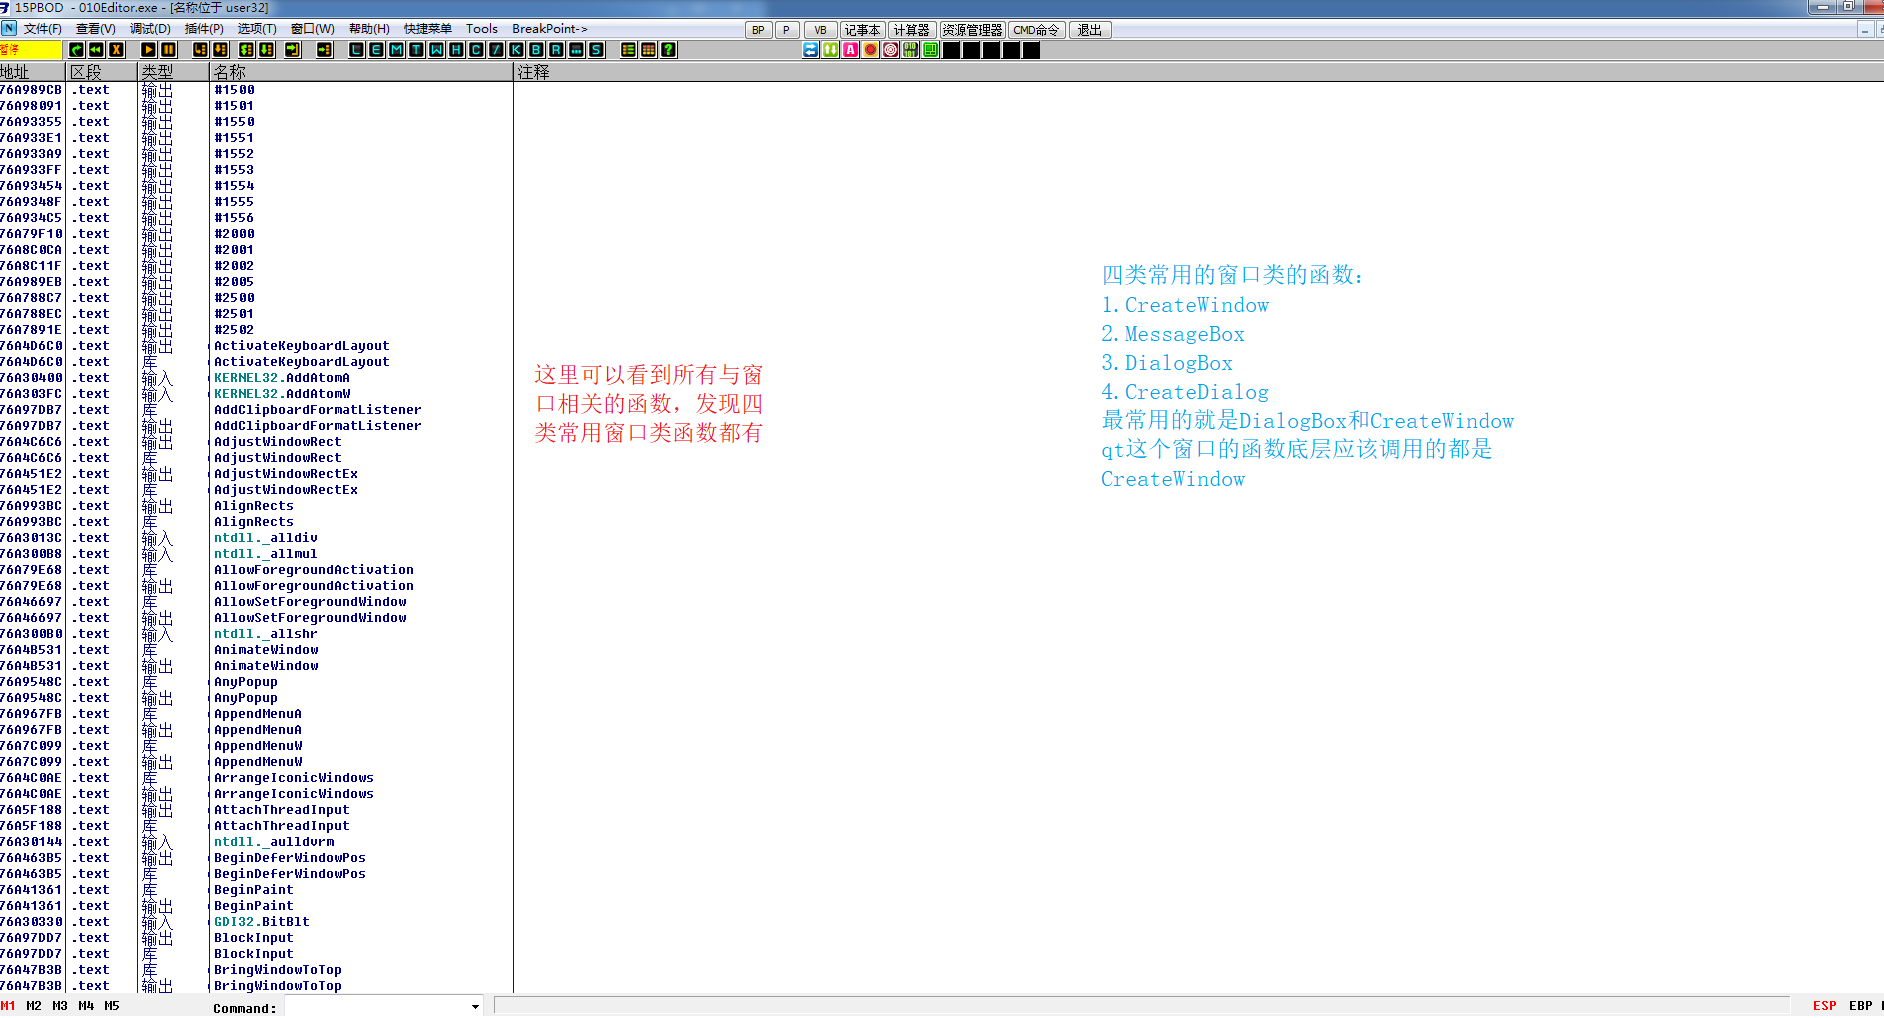 15PBOD - 010Editor.exe - [名称位于 user32]
文件(F) 查看(V) 调试(D) 插件(P) 选项(T) 窗口(W) 帮助(H) 快捷菜单 Tools BreakPoint-> BP P VB 记事本 计算器 资源管理器 CMD命令 退出
暂停 L E M T W H C / K B R ... S
地址 区段 类型 名称 注释
76A989CB .text 输出 #1500
76A98091 .text 输出 #1501
76A93355 .text 输出 #1550
76A933E1 .text 输出 #1551
76A933A9 .text 输出 #1552
76A933FF .text 输出 #1553
76A93454 .text 输出 #1554
76A9348F .text 输出 #1555
76A934C5 .text 输出 #1556
76A79F10 .text 输出 #2000
76A8C0CA .text 输出 #2001
76A8C11F .text 输出 #2002
76A989EB .text 输出 #2005
76A788C7 .text 输出 #2500
76A788EC .text 输出 #2501
76A7891E .text 输出 #2502
76A4D6C0 .text 输出 ActivateKeyboardLayout
76A4D6C0 .text 库 ActivateKeyboardLayout
76A30400 .text 输入 KERNEL32.AddAtomA
76A303FC .text 输入 KERNEL32.AddAtomW
76A97DB7 .text 库 AddClipboardFormatListener
76A97DB7 .text 输出 AddClipboardFormatListener
76A4C6C6 .text 输出 AdjustWindowRect
76A4C6C6 .text 库 AdjustWindowRect
76A451E2 .text 输出 AdjustWindowRectEx
76A451E2 .text 库 AdjustWindowRectEx
76A993BC .text 输出 AlignRects
76A993BC .text 库 AlignRects
76A3013C .text 输入 ntdll._alldiv
76A300B8 .text 输入 ntdll._allmul
76A79E68 .text 库 AllowForegroundActivation
76A79E68 .text 输出 AllowForegroundActivation
76A46697 .text 库 AllowSetForegroundWindow
76A46697 .text 输出 AllowSetForegroundWindow
76A300B0 .text 输入 ntdll._allshr
76A4B531 .text 库 AnimateWindow
76A4B531 .text 输出 AnimateWindow
76A9548C .text 库 AnyPopup
76A9548C .text 输出 AnyPopup
76A967FB .text 库 AppendMenuA
76A967FB .text 输出 AppendMenuA
76A7C099 .text 库 AppendMenuW
76A7C099 .text 输出 AppendMenuW
76A4C0AE .text 库 ArrangeIconicWindows
76A4C0AE .text 输出 ArrangeIconicWindows
76A5F188 .text 输出 AttachThreadInput
76A5F188 .text 库 AttachThreadInput
76A30144 .text 输入 ntdll._aulldvrm
76A463B5 .text 输出 BeginDeferWindowPos
76A463B5 .text 库 BeginDeferWindowPos
76A41361 .text 库 BeginPaint
76A41361 .text 输出 BeginPaint
76A30330 .text 输入 GDI32.BitBlt
76A97DD7 .text 输出 BlockInput
76A97DD7 .text 库 BlockInput
76A47B3B .text 库 BringWindowToTop
76A47B3B .text 输出 BringWindowToTop
这里可以看到所有与窗
口相关的函数，发现四
类常用窗口类函数都有
四类常用的窗口类的函数：
1.CreateWindow
2.MessageBox
3.DialogBox
4.CreateDialog
最常用的就是DialogBox和CreateWindow
qt这个窗口的函数底层应该调用的都是
CreateWindow
M1 M2 M3 M4 M5 Command: ESP EBP